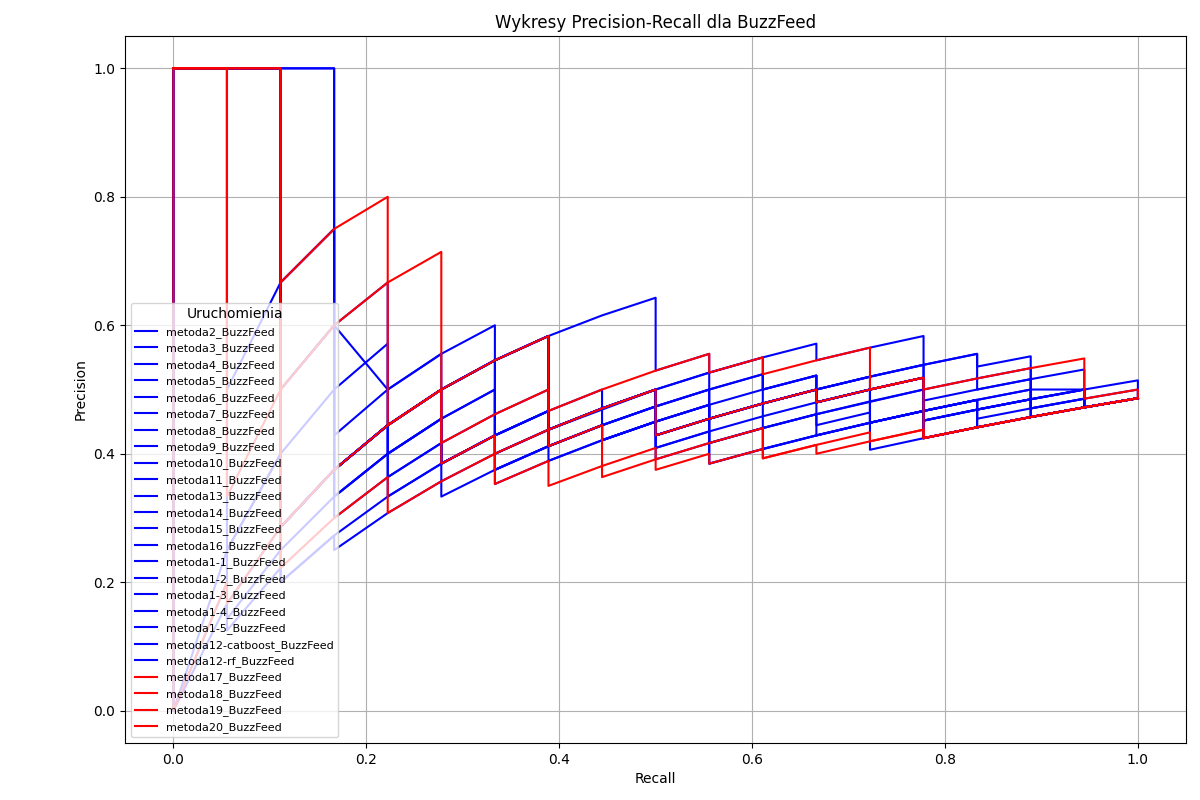 Wykresy Precision-Recall dla BuzzFeed
1.0
0.8
0.6
0.4
0.2
0.0
Precision
Uruchomienia
metoda2_BuzzFeed
metoda3_BuzzFeed
metoda4_BuzzFeed
metoda5_BuzzFeed
metoda6_BuzzFeed
metoda7_BuzzFeed
metoda8_BuzzFeed
metoda9_BuzzFeed
metoda10_BuzzFeed
metoda11_BuzzFeed
metoda13_BuzzFeed
metoda14_BuzzFeed
metoda15_BuzzFeed
metoda16_BuzzFeed
metoda1-1_BuzzFeed
metoda1-2_BuzzFeed
metoda1-3_BuzzFeed
metoda1-4_BuzzFeed
metoda1-5_BuzzFeed
metoda12-catboost_BuzzFeed
metoda12-rf_BuzzFeed
metoda17_BuzzFeed
metoda18_BuzzFeed
metoda19_BuzzFeed
metoda20_BuzzFeed
0.0 0.2 0.4 0.6 0.8 1.0
Recall